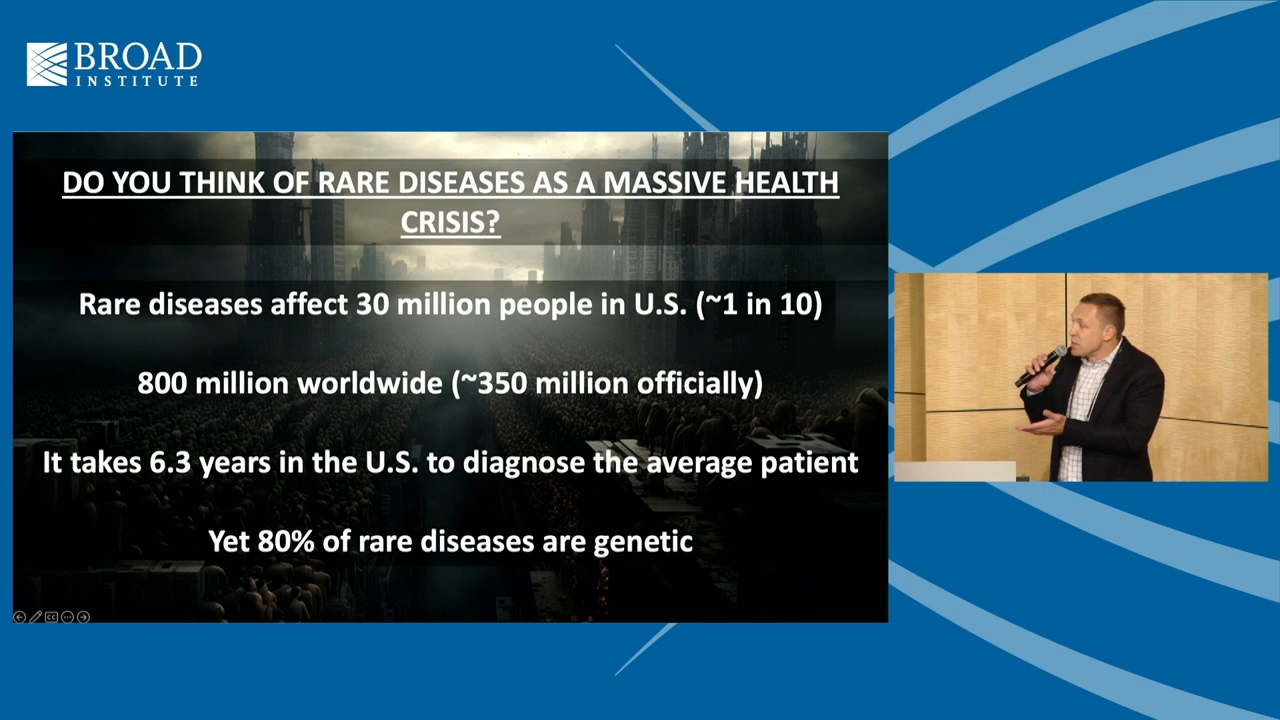 BROAD
INSTITUTE
DO YOU THINK OF RARE DISEASES AS A MASSIVE HEALTH
CRISIS?
Rare diseases affect 30 million people in U.S. (~1 in 10)
800 million worldwide (~350 million officially)
It takes 6.3 years in the U.S. to diagnose the average patient
Yet 80% of rare diseases are genetic
CC